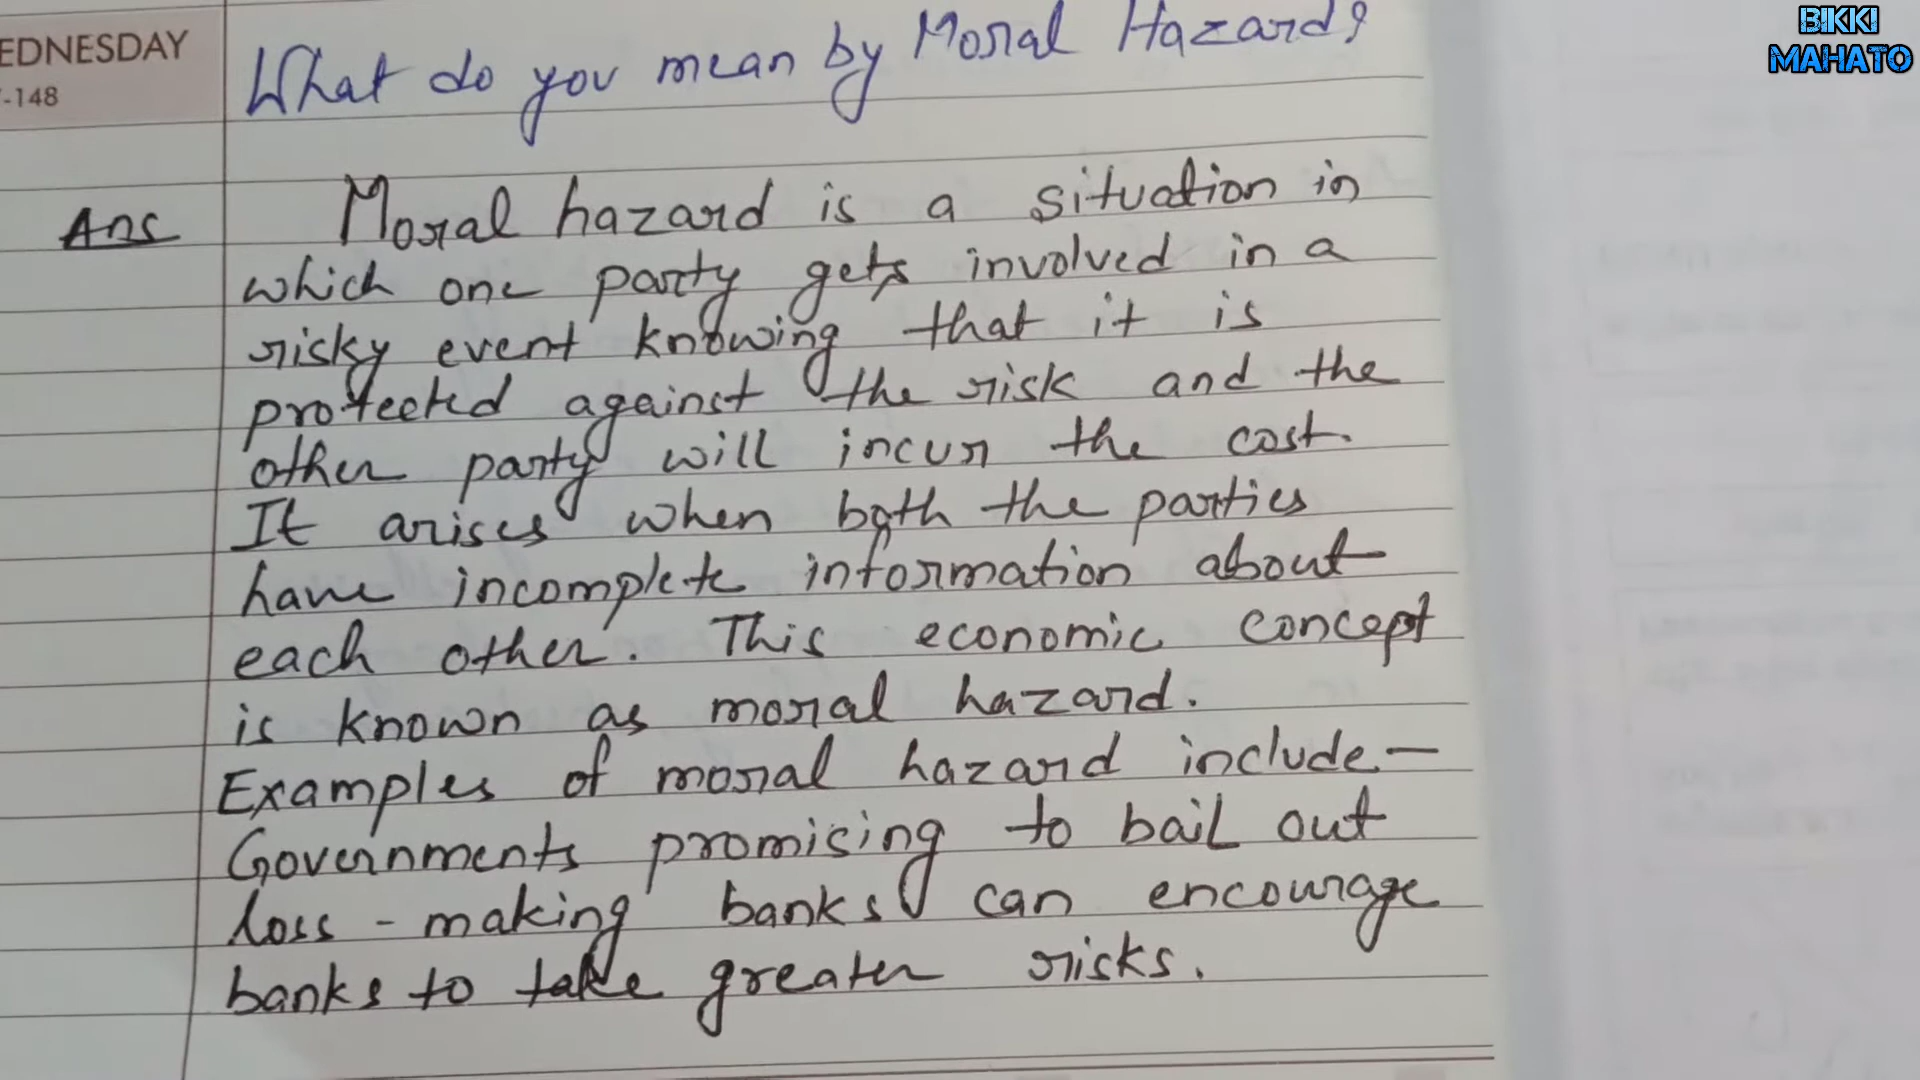 BIKKI
MAHATO
EDNESDAY
-148
What do you mean by Moral Hazard?
Ans
Moral hazard is a situation in
which one party gets involved in a
risky event knowing that it is
protected against the risk and the
other party will incur the cost.
It arises when both the parties
have incomplete information about
each other. This economic concept
is known as moral hazard.
Examples of moral hazard include -
Governments promising to bail out
loss - making banks can encourage
banks to take greater risks.